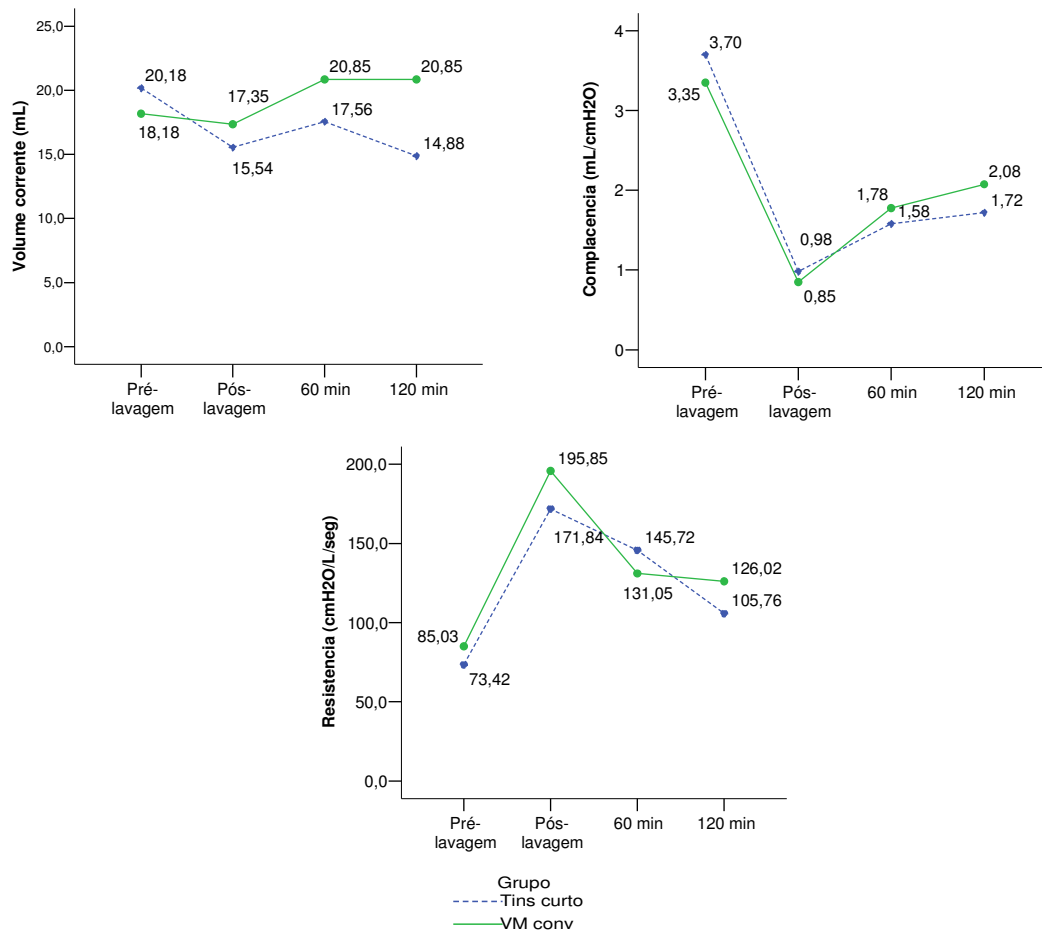 Volume corrente (mL)
25,0
20,0
15,0
10,0
5,0
0,0
20,18
18,18
17,35
15,54
20,85
17,56
20,85
14,88
Pré-
lavagem
Pós-
lavagem
60 min
120 min
Complacencia (mL/cmH2O)
4
3
2
1
0
3,70
3,35
0,98
0,85
1,78
1,58
2,08
1,72
Pré-
lavagem
Pós-
lavagem
60 min
120 min
Resistencia (cmH2O/L/seg)
200,0
150,0
100,0
50,0
0,0
85,03
73,42
195,85
171,84
145,72
131,05
126,02
105,76
Pré-
lavagem
Pós-
lavagem
60 min
120 min
Grupo
Tins curto
VM conv